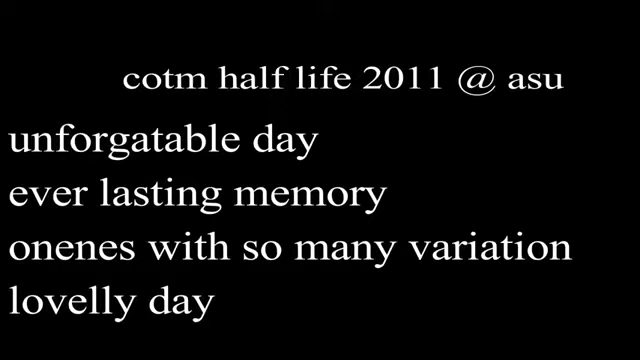 cotm half life 2011 @ asu
unforgatable day
ever lasting memory
onenes with so many variation
lovelly day